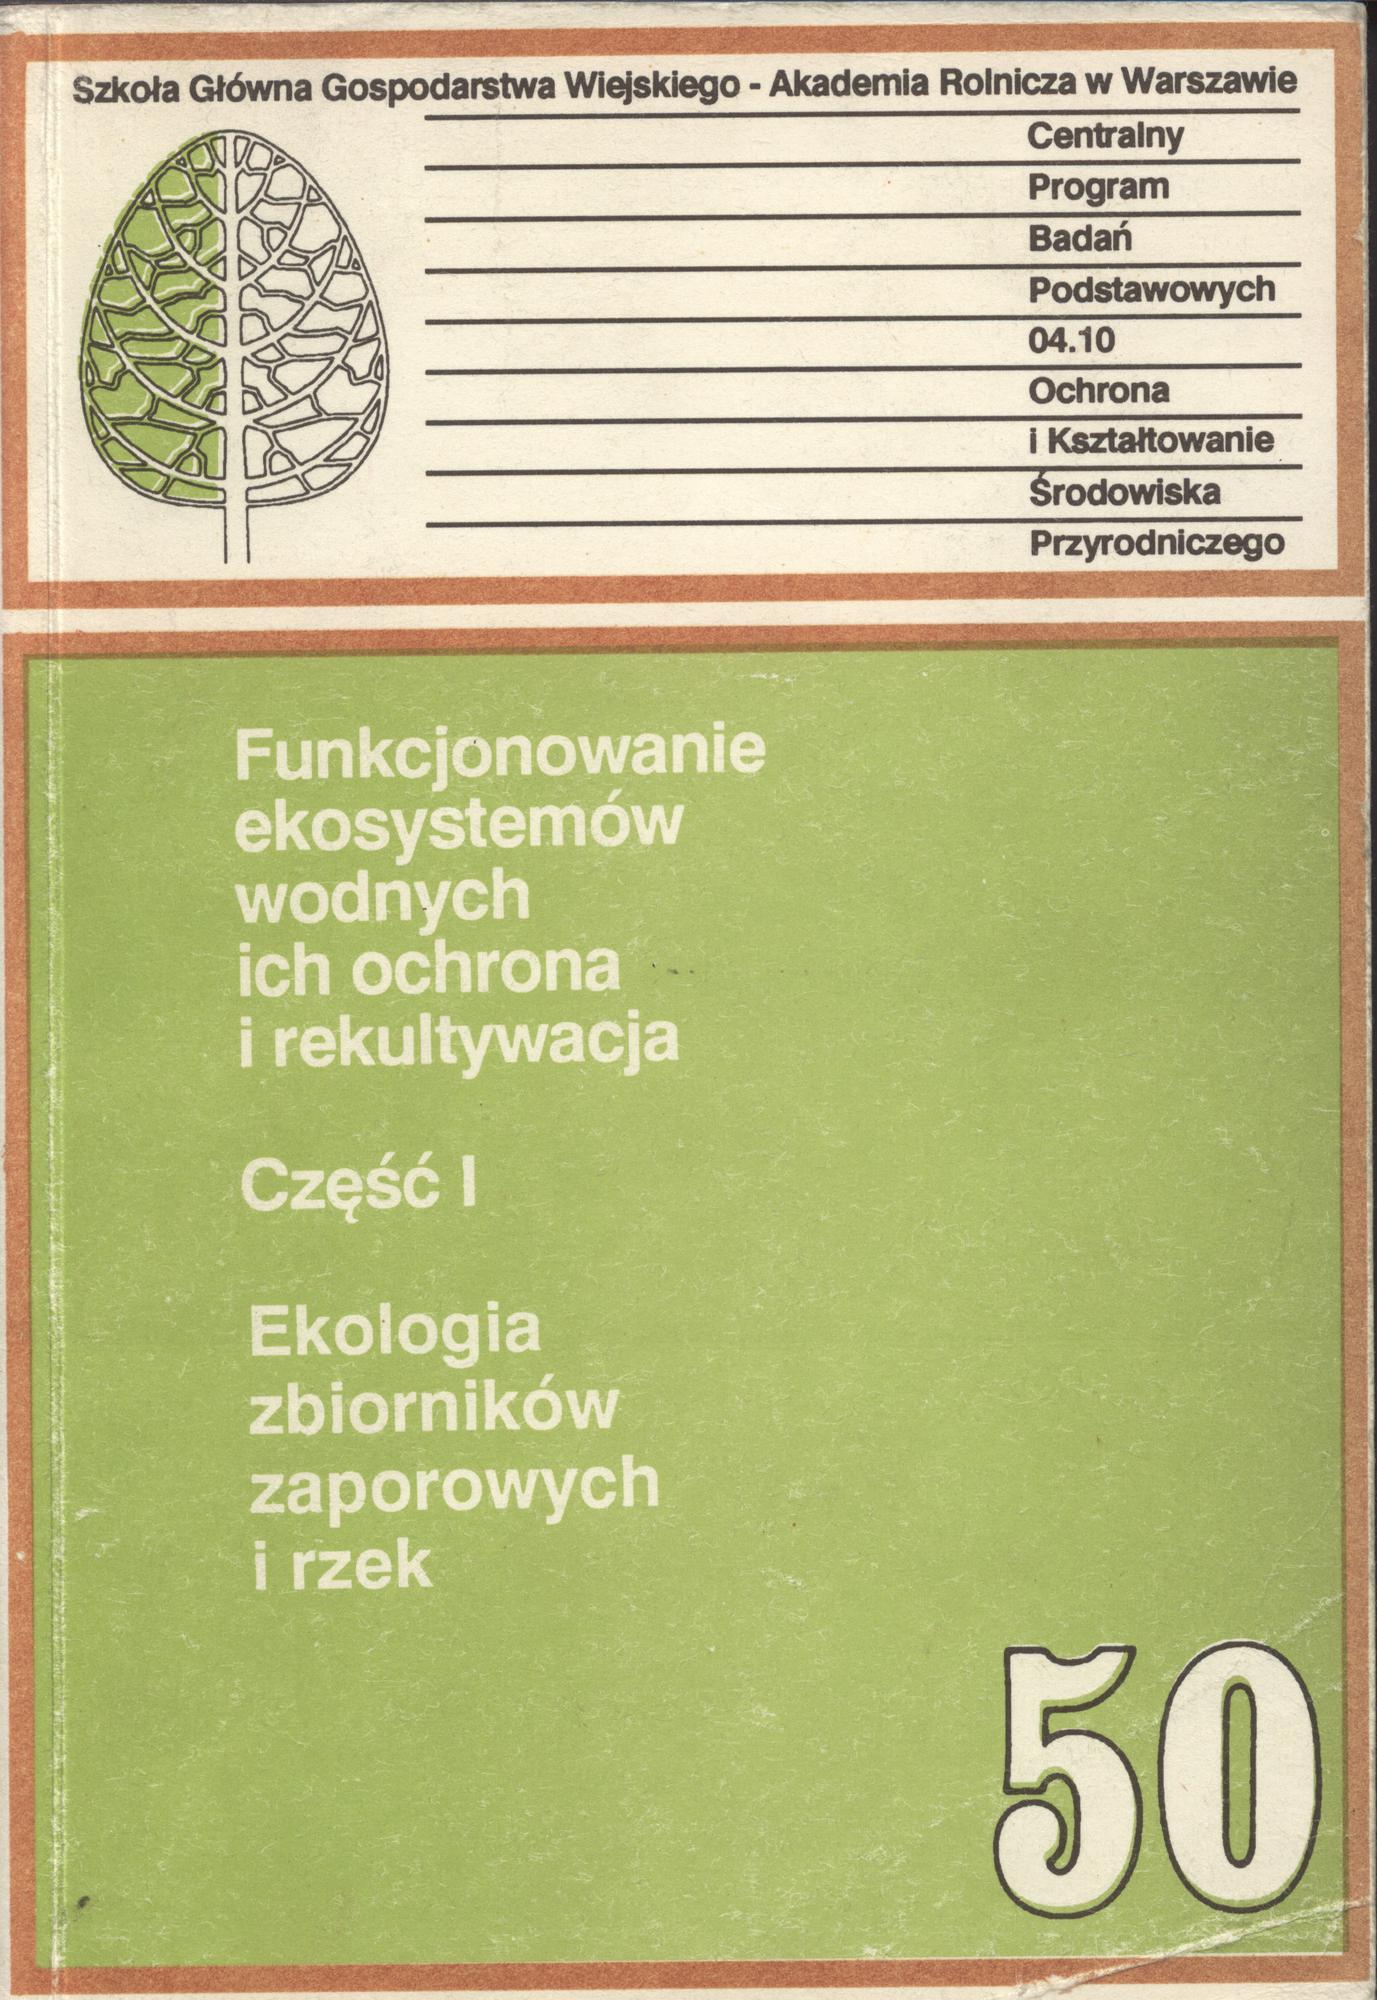 Szkoła Główna Gospodarstwa Wiejskiego - Akademia Rolnicza w Warszawie
Centralny
Program
Badań
Podstawowych
04.10
Ochrona
i Kształtowanie
Środowiska
Przyrodniczego
Funkcjonowanie
ekosystemów
wodnych
ich ochrona
i rekultywacja
Część I
Ekologia
zbiorników
zaporowych
i rzek
50